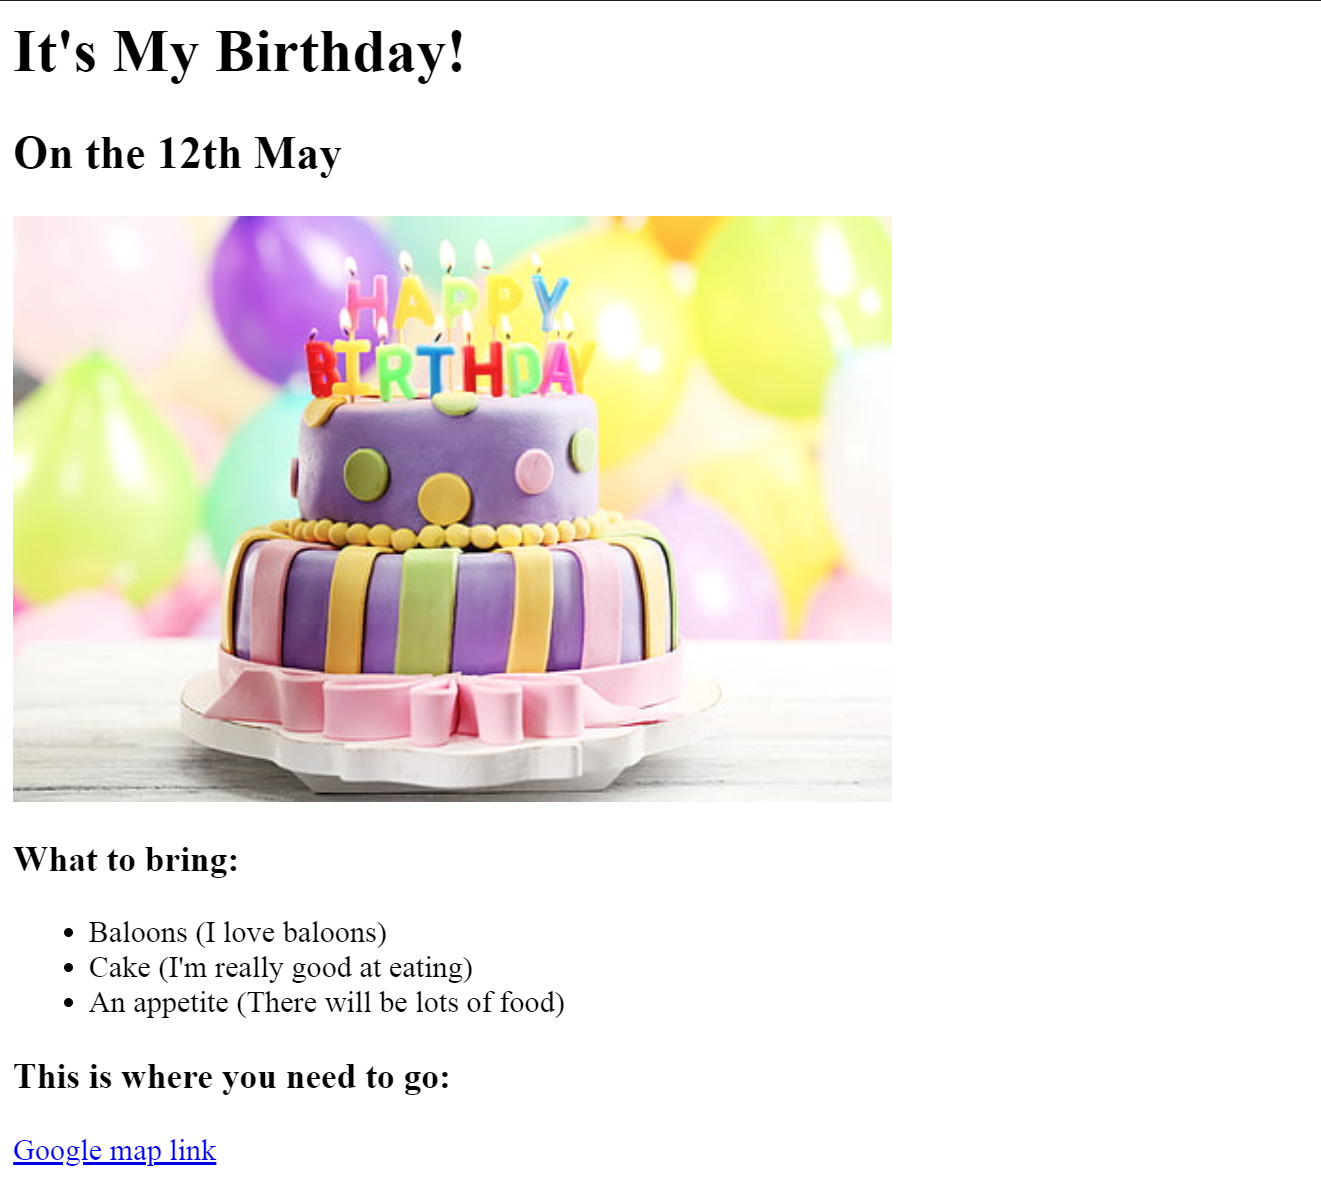 It's My Birthday!
On the 12th May
HAPPY
BIRTHDAY
What to bring:
Baloons (I love baloons)
Cake (I'm really good at eating)
An appetite (There will be lots of food)
This is where you need to go:
Google map link